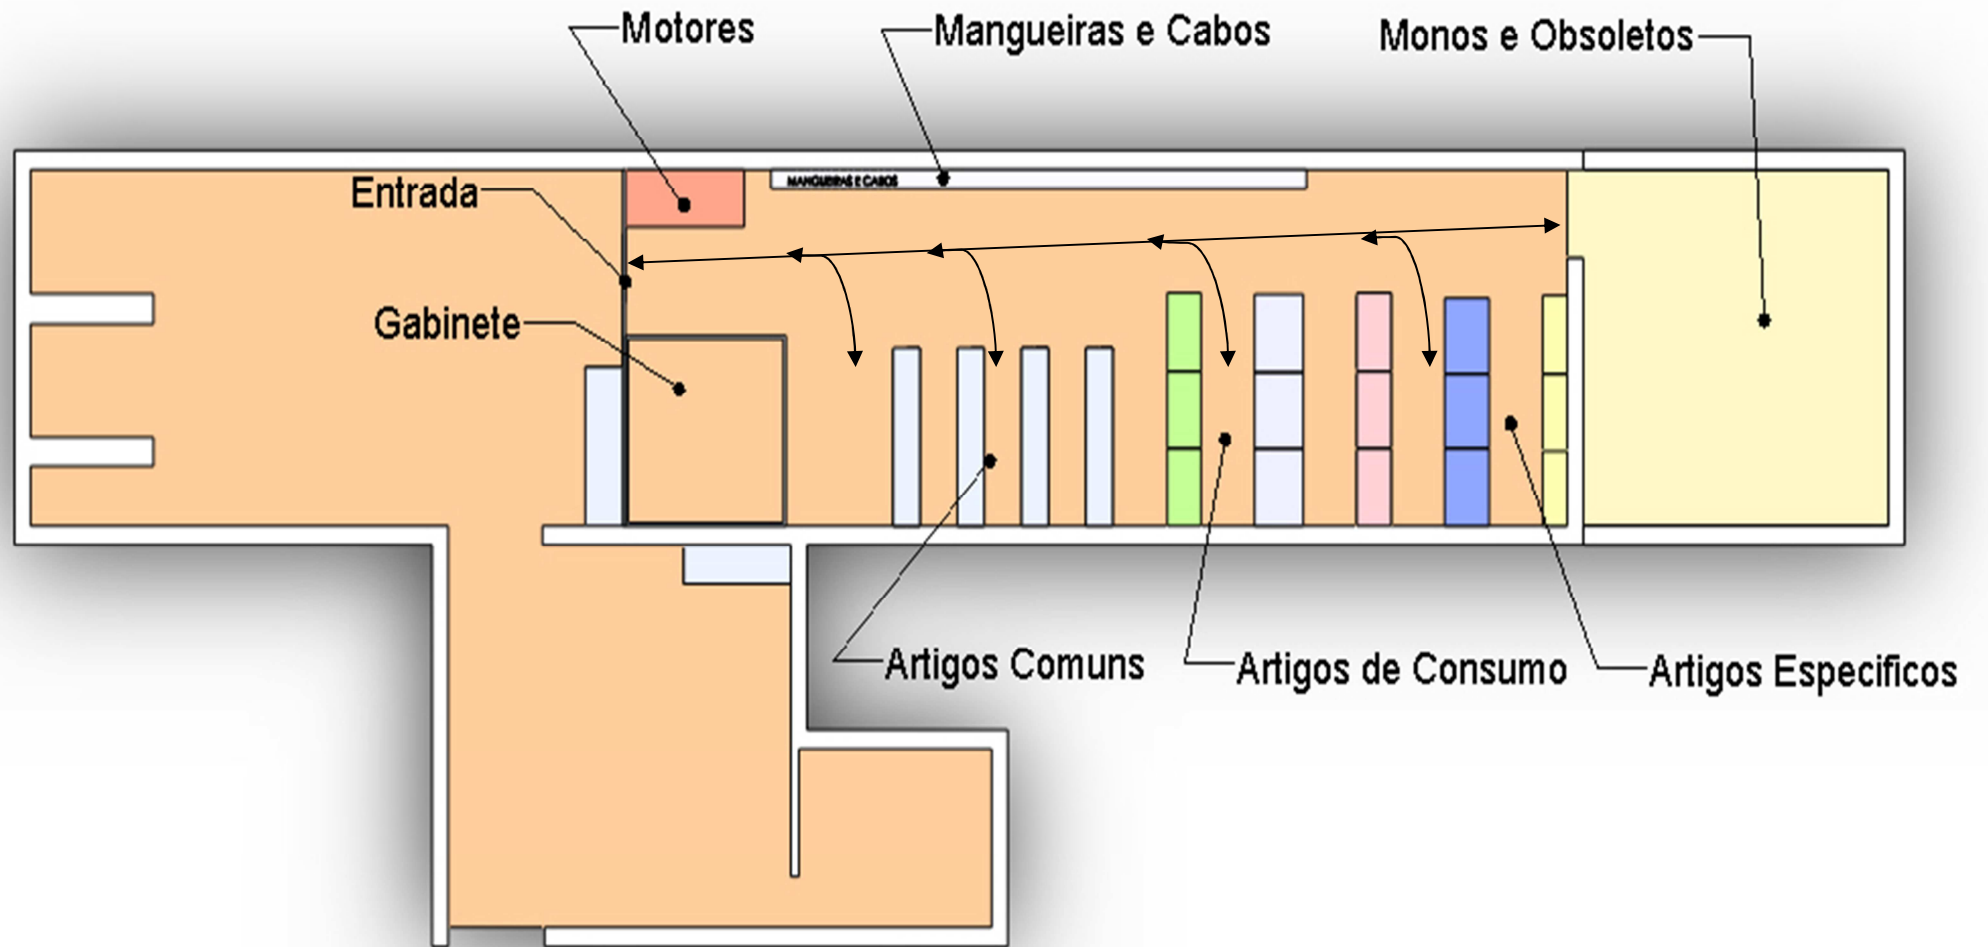 Motores
Mangueiras e Cabos
Monos e Obsoletos
MANGUEIRAS E CABOS
Entrada
Gabinete
Artigos Comuns
Artigos de Consumo
Artigos Especificos